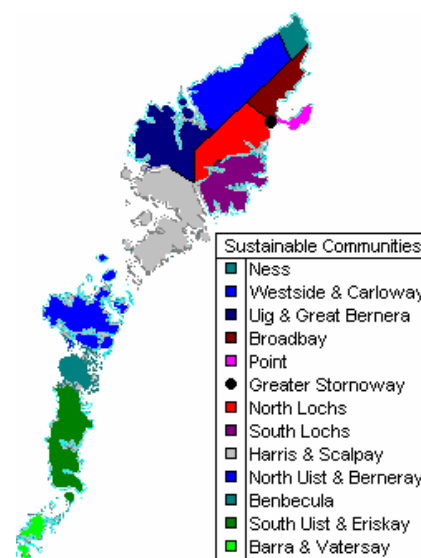 Sustainable Communities
Ness
Westside & Carloway
Uig & Great Bernera
Broadbay
Point
Greater Stornoway
North Lochs
South Lochs
Harris & Scalpay
North Uist & Berneray
Benbecula
South Uist & Eriskay
Barra & Vatersay